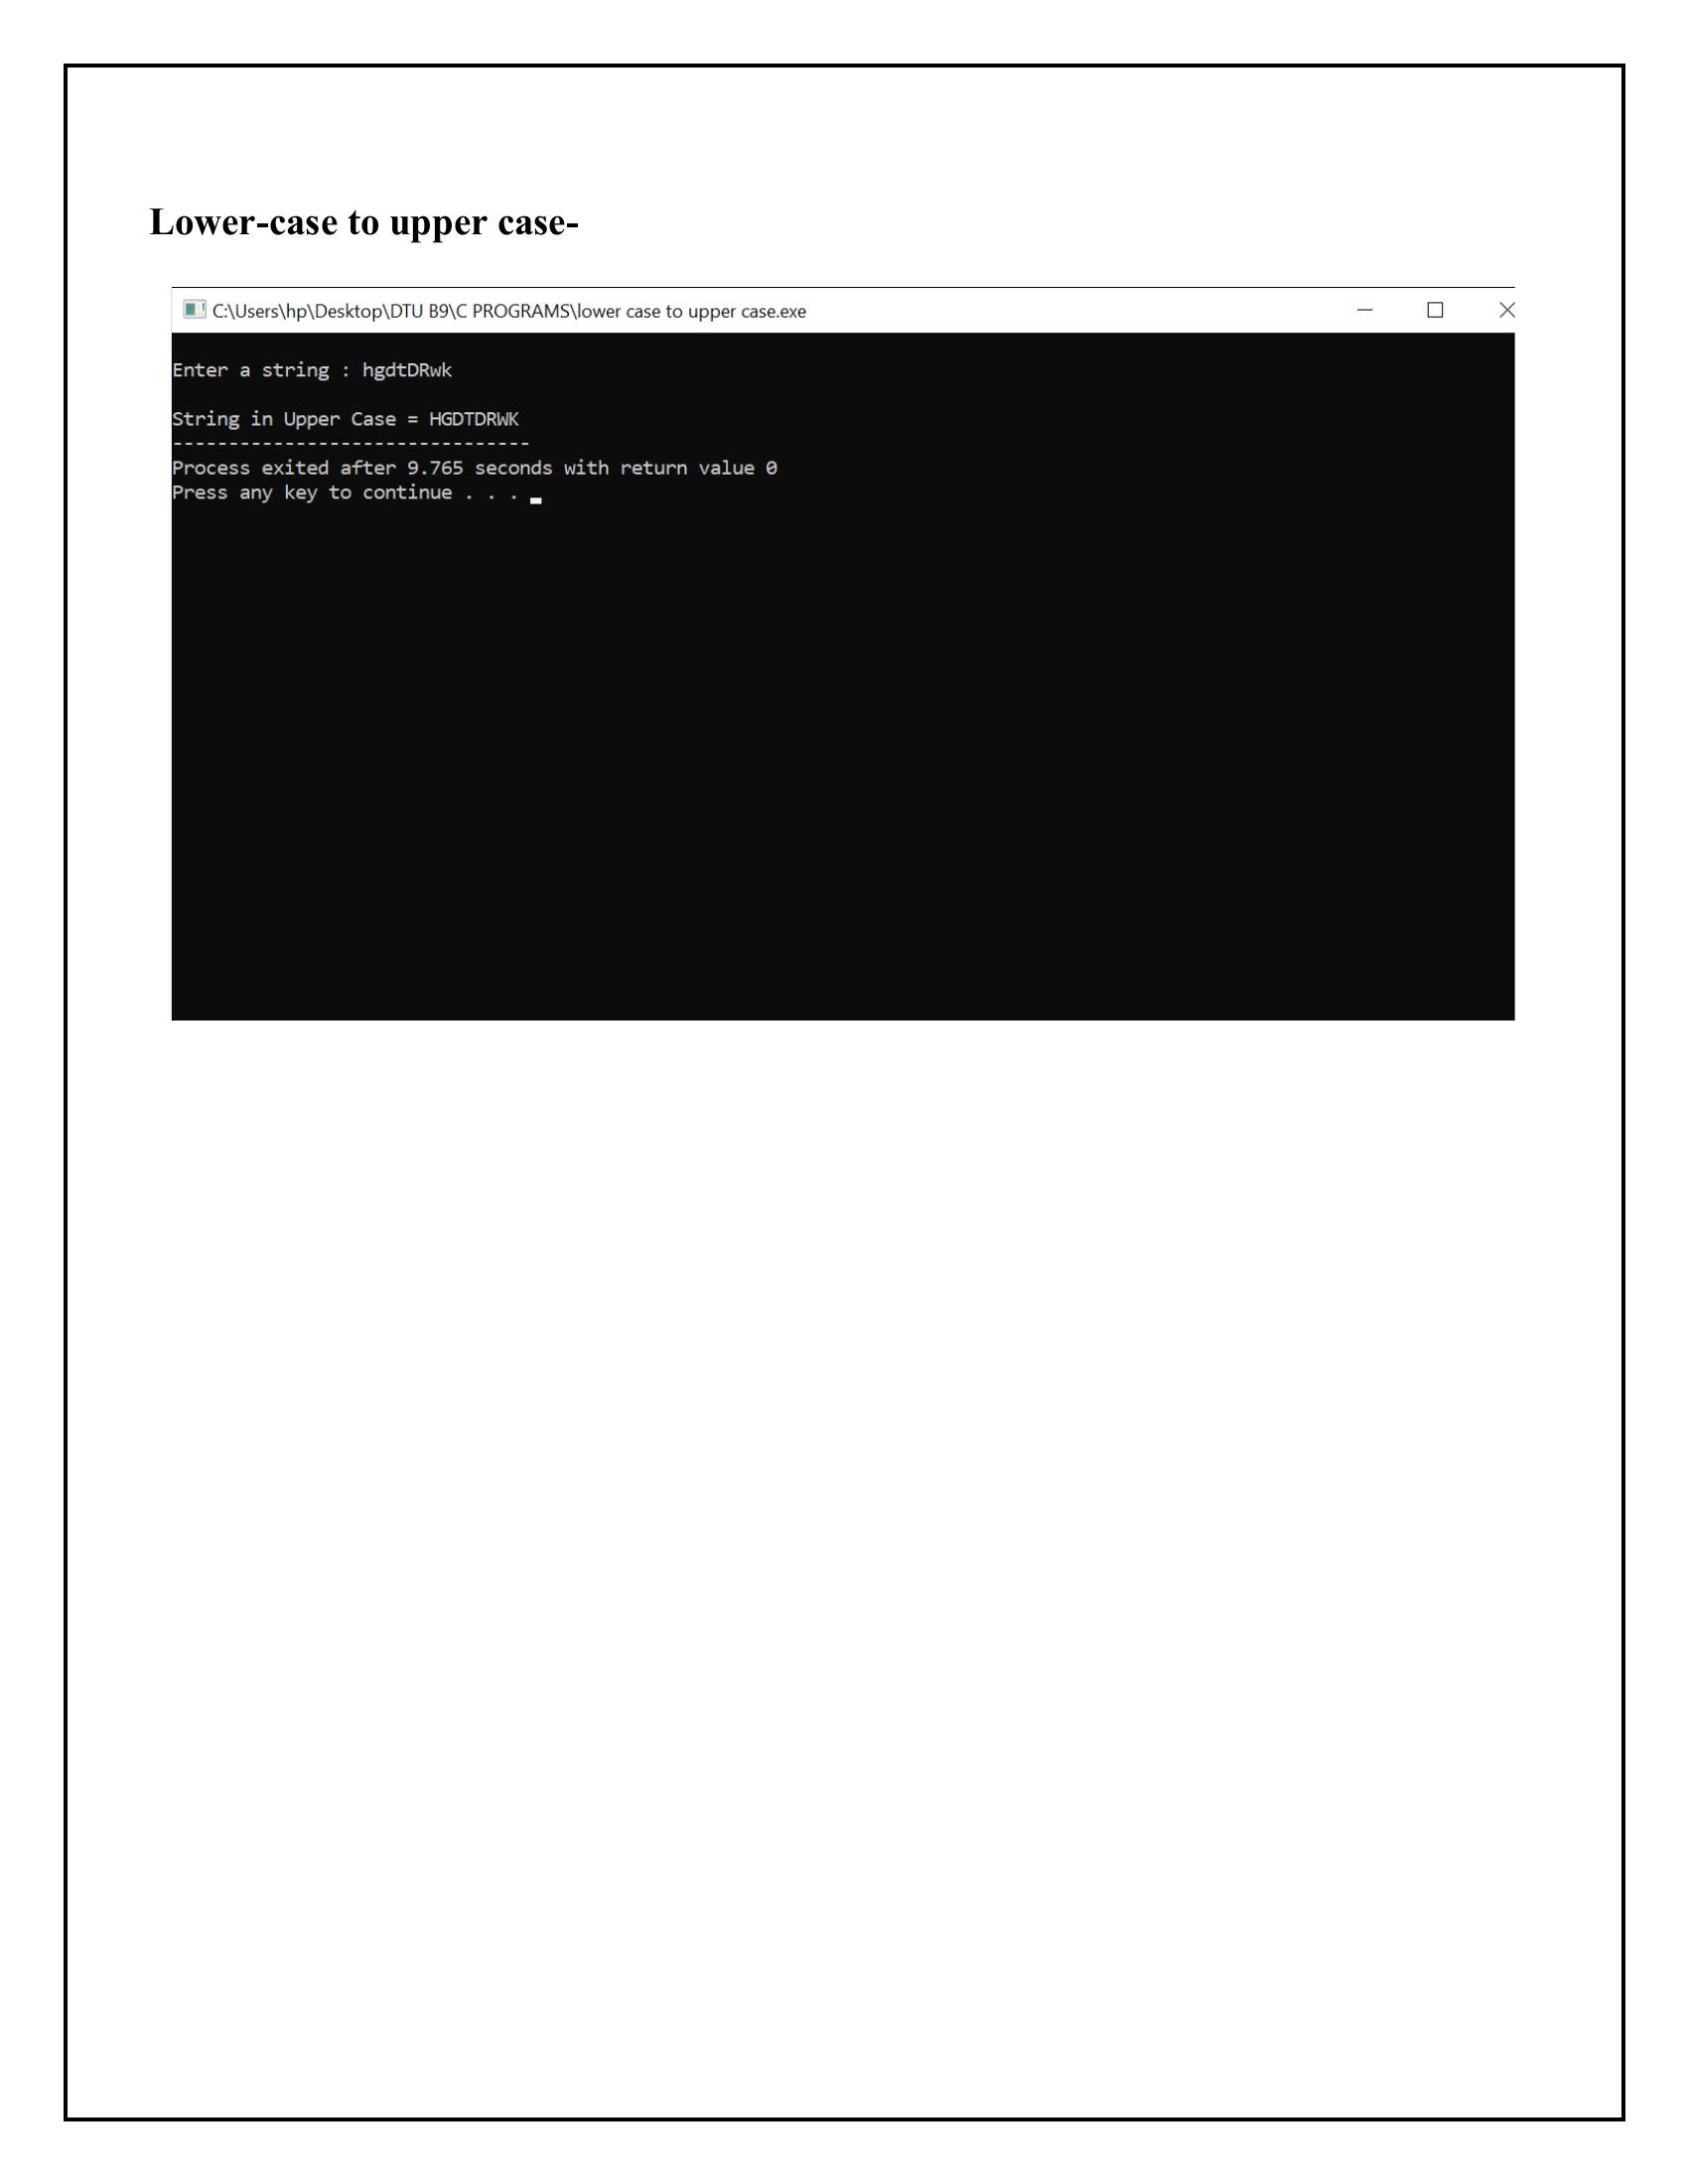 Lower-case to upper case-
C:\Users\hp\Desktop\DTU B9\C PROGRAMS\lower case to upper case.exe
Enter a string : hgdtDRwk
String in Upper Case = HGDTDRWK
--------------------------------
Process exited after 9.765 seconds with return value 0
Press any key to continue . . .